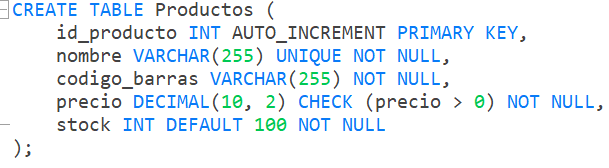 CREATE TABLE Productos (
    id_producto INT AUTO_INCREMENT PRIMARY KEY,
    nombre VARCHAR(255) UNIQUE NOT NULL,
    codigo_barras VARCHAR(255) NOT NULL,
    precio DECIMAL(10, 2) CHECK (precio > 0) NOT NULL,
    stock INT DEFAULT 100 NOT NULL
);